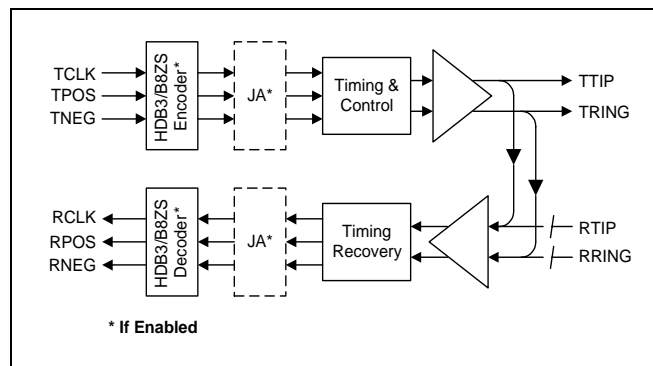 TCLK
TPOS
TNEG
HDB3/B8ZS
Encoder*
JA*
Timing &
Control
TTIP
TRING
RCLK
RPOS
RNEG
HDB3/B8ZS
Decoder*
JA*
Timing
Recovery
RTIP
RRING
* If Enabled